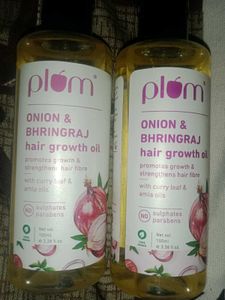 plum
ONION &
BHRINGRAJ
hair growth oil
promotes growth &
strengthens hair fibre
with curry leaf &
amla oils
NO
sulphates
parabens
Net vol
100ml
plum
ONION &
BHRINGRAJ
hair growth oil
promotes growth &
strengthens hair fibre
with curry leaf &
amla oils
NO
sulphates
parabens
Net vol
100ml